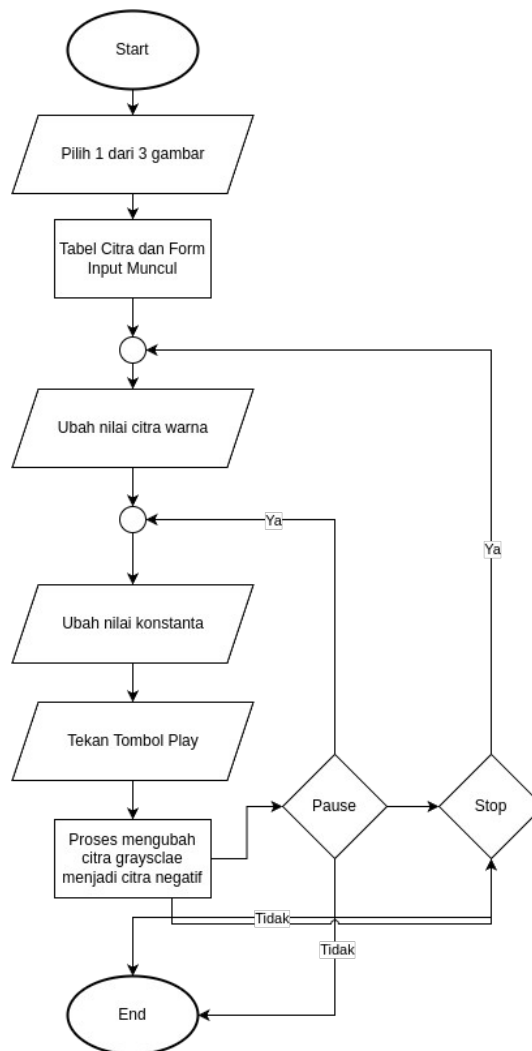 Start
Pilih 1 dari 3 gambar
Tabel Citra dan Form
Input Muncul
Ubah nilai citra warna
Ya
Ya
Ubah nilai konstanta
Tekan Tombol Play
Pause
Stop
Proses mengubah
citra graysclae
menjadi citra negatif
Tidak
Tidak
End